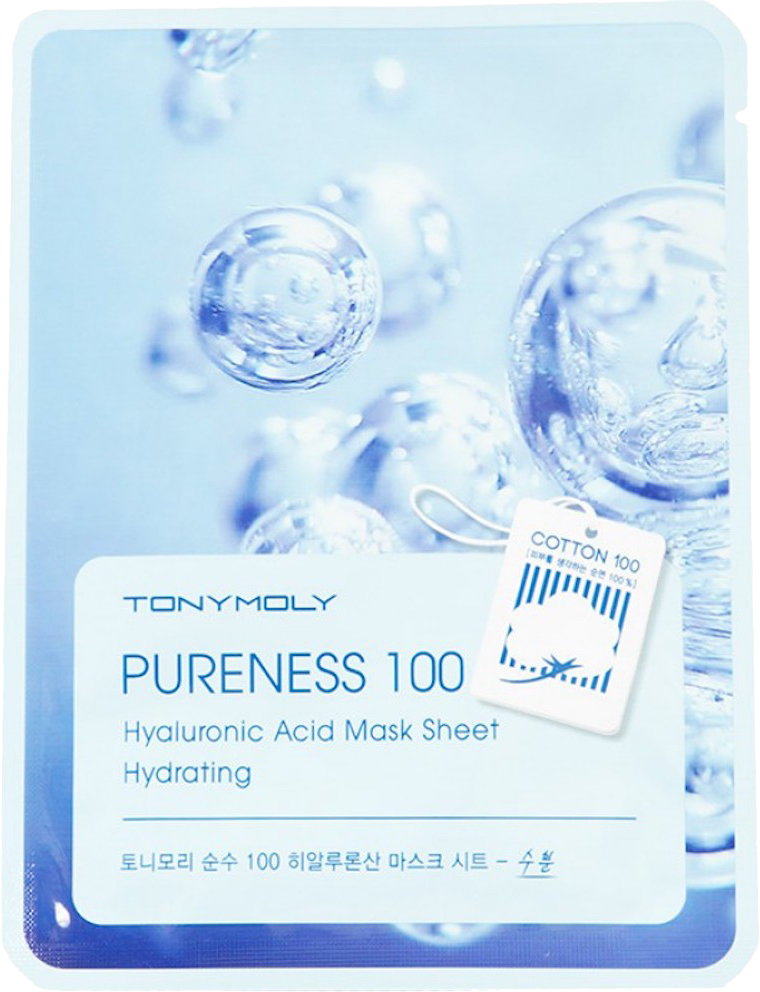 COTTON 100
[피부를 생각하는 순면 100%]
TONYMOLY
PURENESS 100
Hyaluronic Acid Mask Sheet
Hydrating
토니모리 순수 100 히알루론산 마스크 시트 - 수분